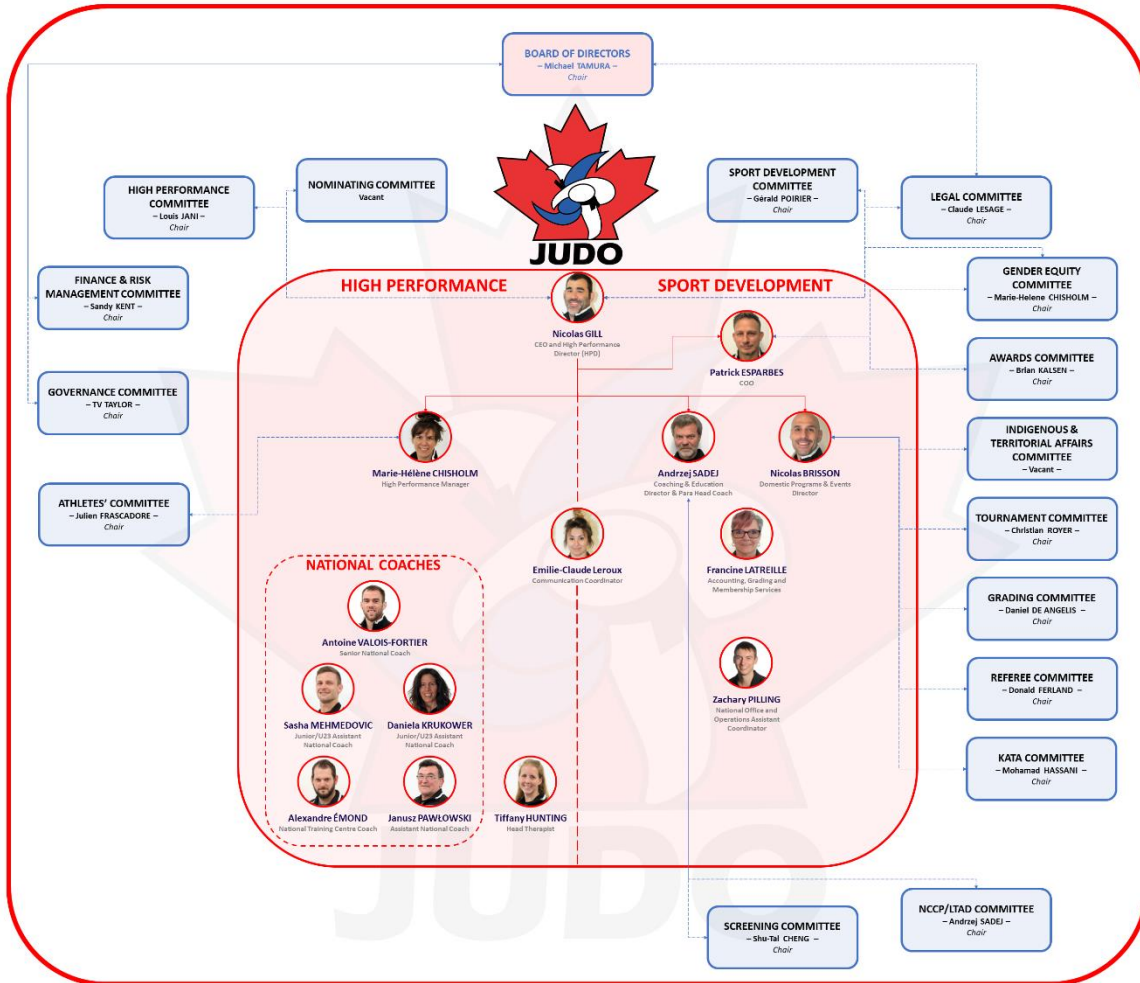 BOARD OF DIRECTORS
– Michael TAMURA –
Chair
JUDO
HIGH PERFORMANCE
COMMITTEE
– Louis JANI –
Chair
NOMINATING COMMITTEE
Vacant
SPORT DEVELOPMENT
COMMITTEE
– Gérald POIRIER –
Chair
LEGAL COMMITTEE
– Claude LESAGE –
Chair
FINANCE & RISK
MANAGEMENT COMMITTEE
– Sandy KENT –
Chair
GENDER EQUITY
COMMITTEE
– Marie-Helene CHISHOLM –
Chair
GOVERNANCE COMMITTEE
– TV TAYLOR –
Chair
AWARDS COMMITTEE
– Brian KALSEN –
Chair
INDIGENOUS &
TERRITORIAL AFFAIRS
COMMITTEE
– Vacant –
ATHLETES' COMMITTEE
– Julien FRASCADORE –
Chair
TOURNAMENT COMMITTEE
– Christian ROYER –
Chair
GRADING COMMITTEE
– Daniel DE ANGELIS –
Chair
REFEREE COMMITTEE
– Donald FERLAND –
Chair
KATA COMMITTEE
– Mohamad HASSANI –
Chair
HIGH PERFORMANCE
SPORT DEVELOPMENT
Nicolas GILL
CEO and High Performance
Director (HPD)
Patrick ESPARBES
COO
Marie-Hélène CHISHOLM
High Performance Manager
Andrzej SADEJ
Coaching & Education
Director & Para Head Coach
Nicolas BRISSON
Domestic Programs & Events
Director
Emilie-Claude Leroux
Communication Coordinator
Francine LATREILLE
Accounting, Grading and
Membership Services
NATIONAL COACHES
Antoine VALOIS-FORTIER
Senior National Coach
Sasha MEHMEDOVIC
Junior/U23 Assistant
National Coach
Daniela KRUKOWER
Junior/U23 Assistant
National Coach
Zachary PILLING
National Office and
Operations Assistant
Coordinator
Alexandre ÉMOND
National Training Centre Coach
Janusz PAWŁOWSKI
Assistant National Coach
Tiffany HUNTING
Head Therapist
JUDO
SCREENING COMMITTEE
– Shu-Tai CHENG –
Chair
NCCP/LTAD COMMITTEE
– Andrzej SADEJ –
Chair